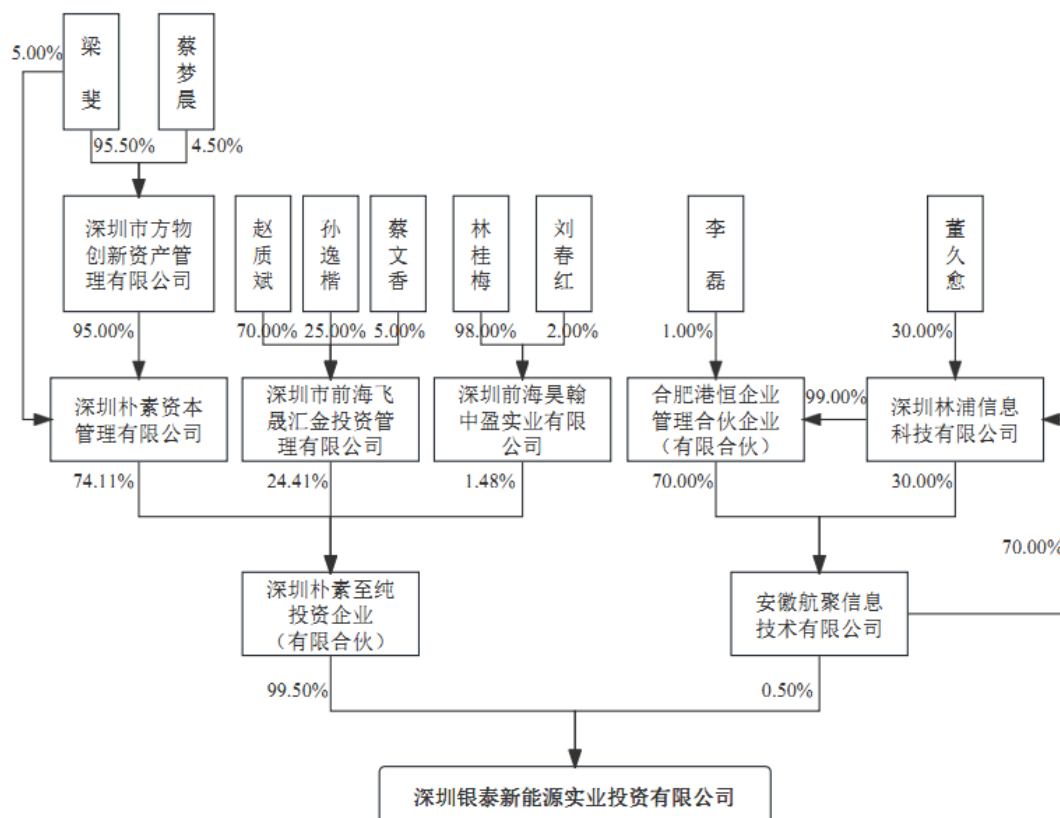 梁斐
蔡梦晨
5.00%
95.50%
4.50%
深圳市方物
创新资产管
理有限公司
赵质斌
孙逸楷
蔡文香
林桂梅
刘春红
李磊
董久愈
95.00%
70.00%
25.00%
5.00%
98.00%
2.00%
1.00%
30.00%
深圳朴素资本
管理有限公司
深圳市前海飞
晟汇金投资管
理有限公司
深圳前海昊翰
中盈实业有限
公司
合肥港恒企业
管理合伙企业
（有限合伙）
99.00%
深圳林浦信息
科技有限公司
74.11%
24.41%
1.48%
70.00%
30.00%
70.00%
深圳朴素至纯
投资企业
（有限合伙）
安徽航聚信息
技术有限公司
99.50%
0.50%
深圳银泰新能源实业投资有限公司